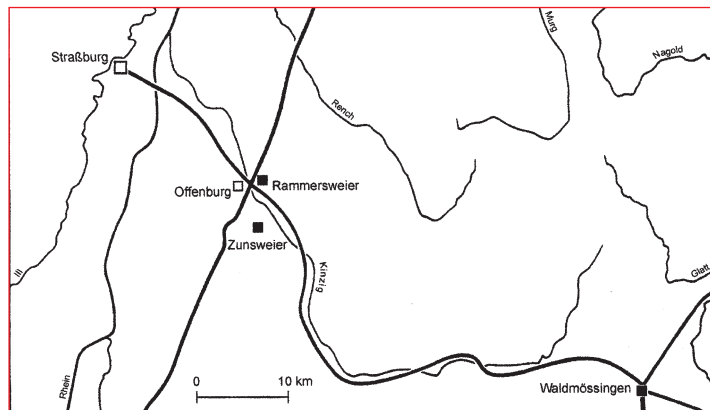 Murg
Straßburg
Nagold
Rench
Offenburg
Rammersweier
Zunsweier
Ill
Kinzig
Glatt
Rhein
0 10 km
Waldmössingen